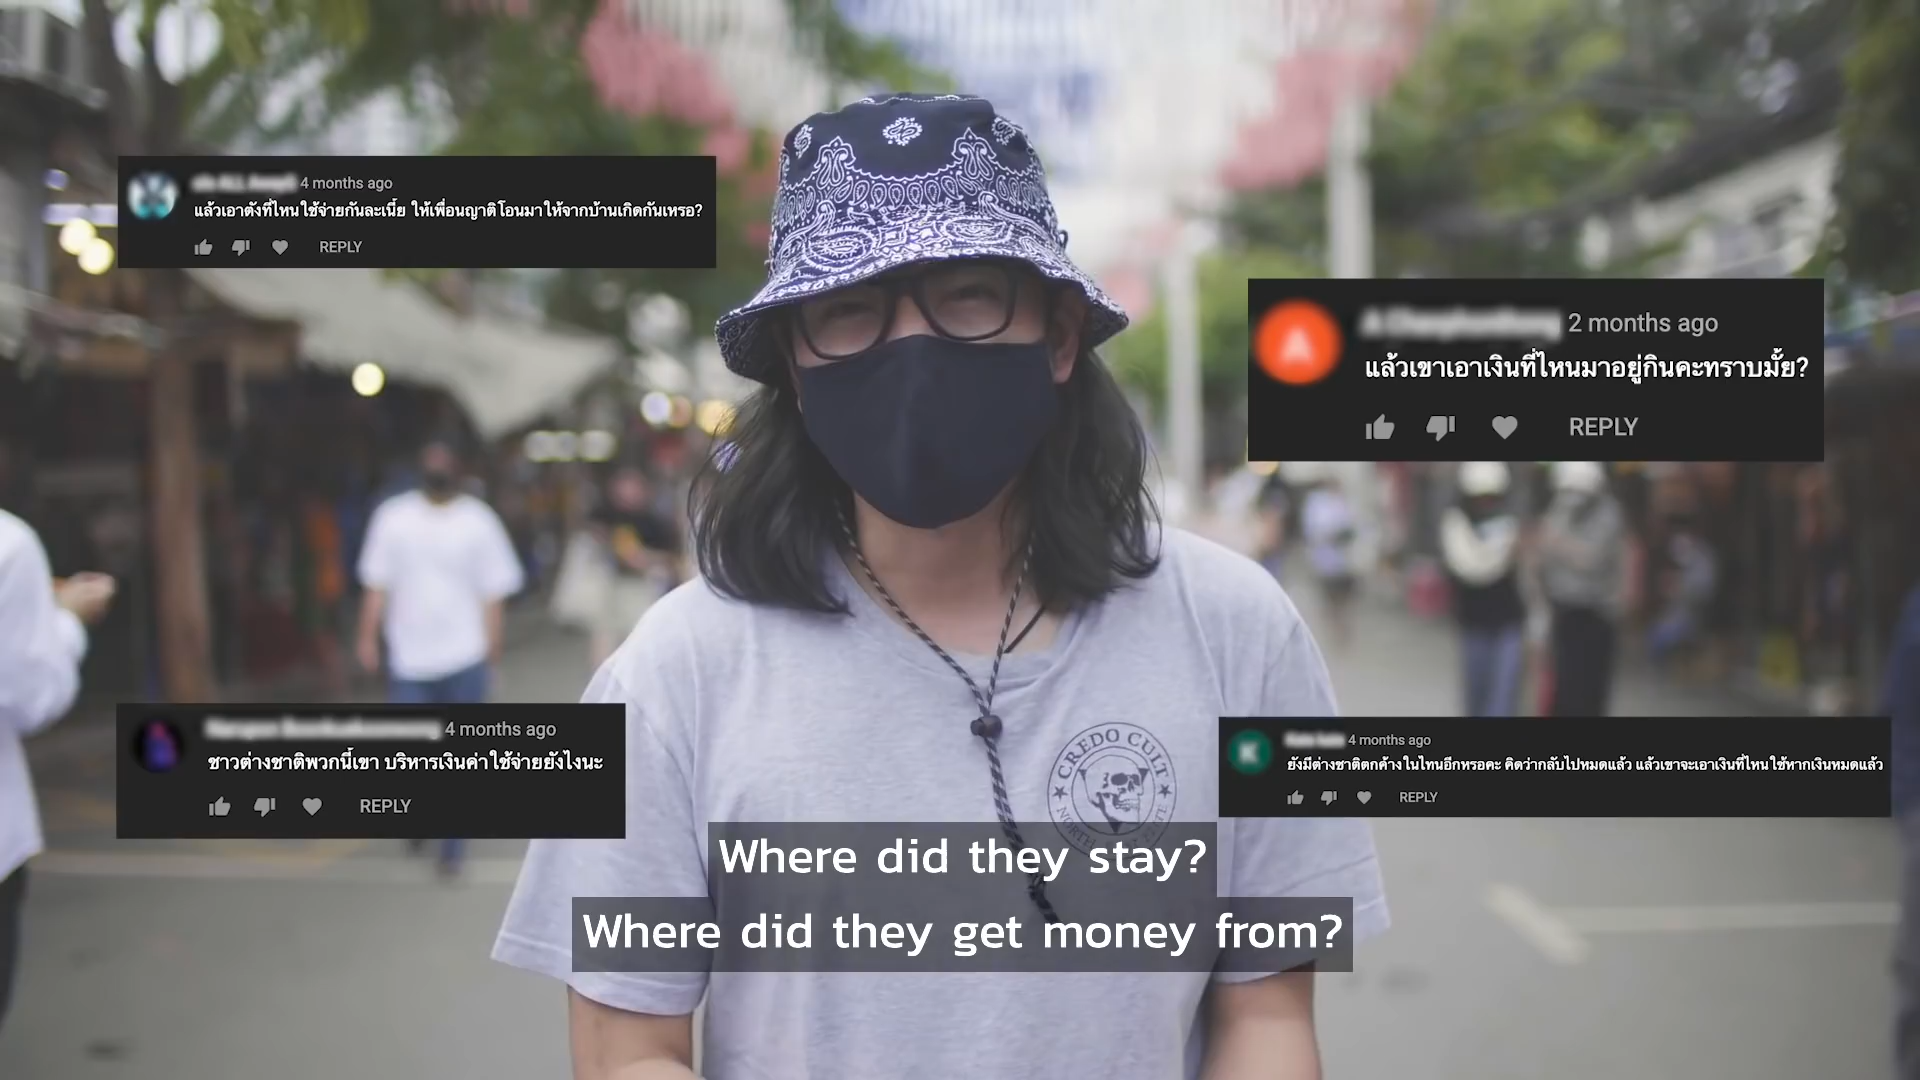 4 months ago
แล้วเอาตังที่ไหนใช้จ่ายกันละเนี้ย ให้เพื่อนญาติโอนมาให้จากบ้านเกิดกันเหรอ?
REPLY
A
2 months ago
แล้วเขาเอาเงินที่ไหนมาอยู่กินคะทราบมั้ย?
REPLY
4 months ago
ชาวต่างชาติพวกนี้เขา บริหารเงินค่าใช้จ่ายยังไงนะ
REPLY
K
4 months ago
ยังมีต่างชาติตกค้างในไทนอีกหรอคะ คิดว่ากลับไปหมดแล้ว แล้วเขาจะเอาเงินที่ไหนใช้หากเงินหมดแล้ว
REPLY
CREDO CULT
NORTH
Where did they stay?
Where did they get money from?